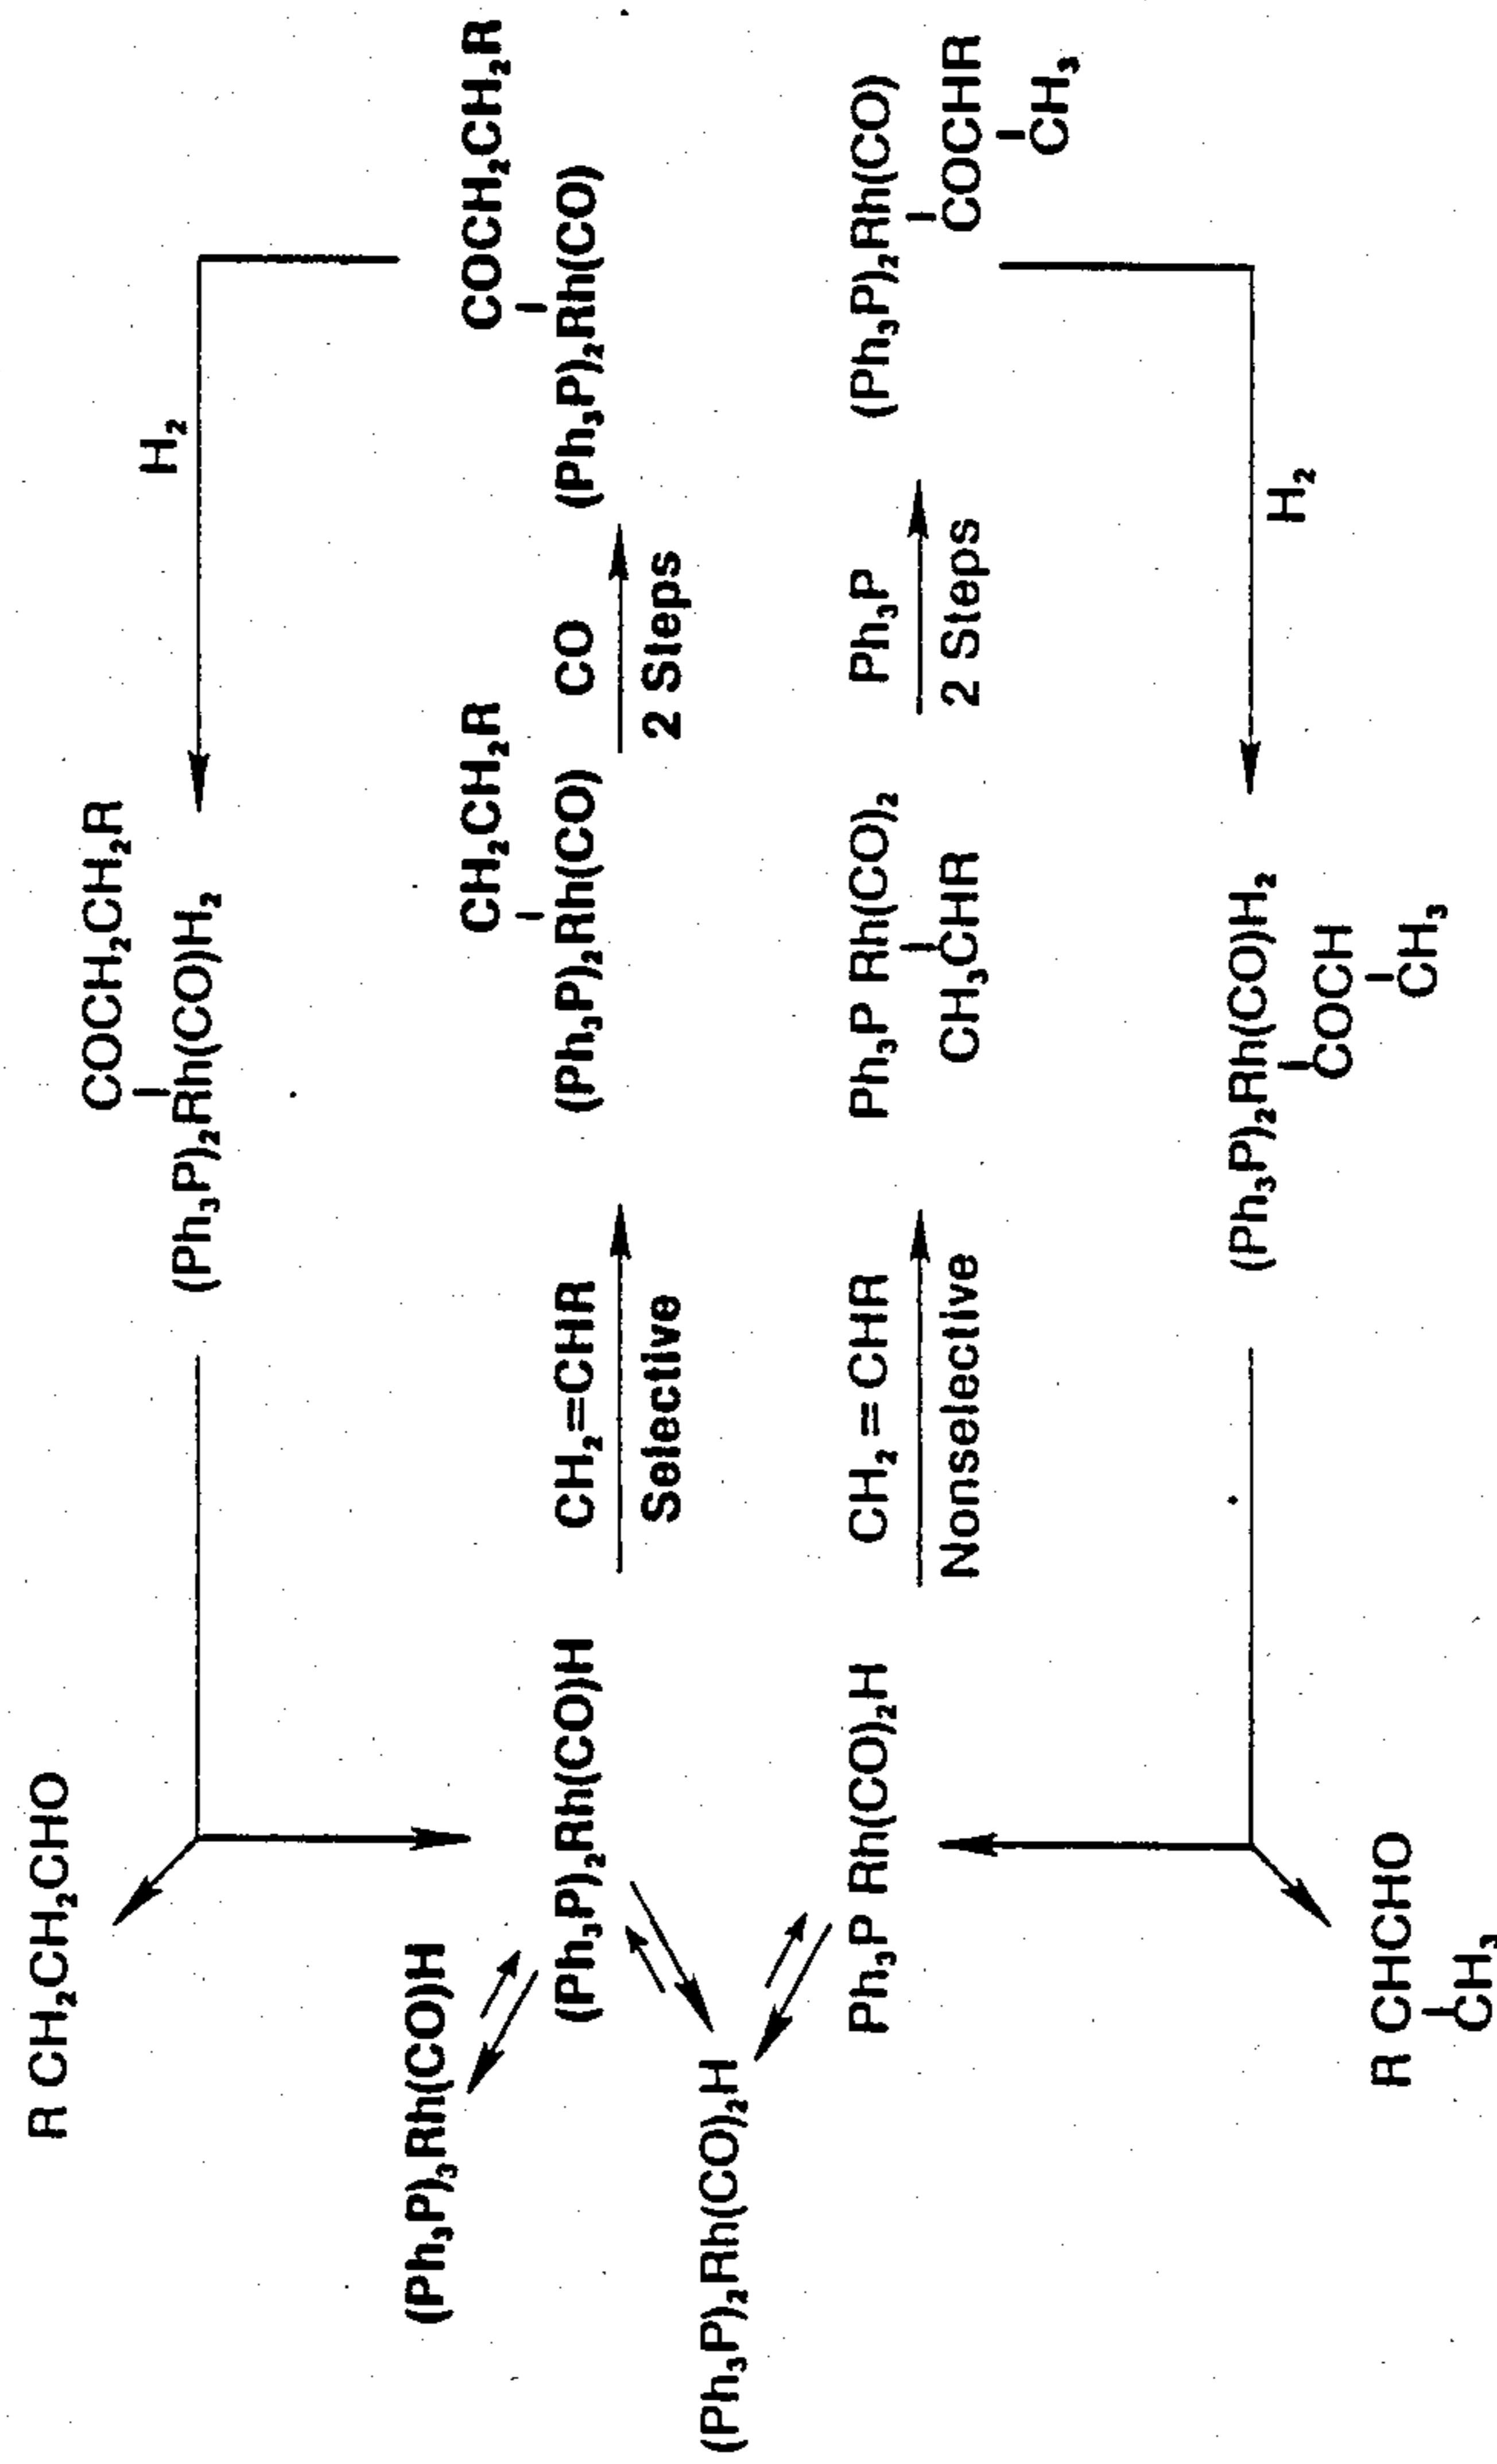 R CH₂CH₂CHO
COCH₂CH₂R
(Ph₃P)₂Rh(CO)H₂
H₂
(Ph₃P)₃Rh(CO)H
CH₂CH₂R
COCH₂CH₂R
(Ph₃P)₂Rh(CO)H
CH₂=CHR
Selective
(Ph₃P)₂Rh(CO)
CO
2 Steps
(Ph₃P)₂Rh(CO)
(Ph₃P)₂Rh(CO)₂H
Ph₃P Rh(CO)₂H
CH₂=CHR
Nonselective
Ph₃P Rh(CO)₂
CH₃CHR
Ph₃P
2 Steps
(Ph₃P)₂Rh(CO)
COCHR
CH₃
(Ph₃P)₂Rh(CO)H₂
COCH
CH₃
H₂
R CHCHO
CH₃